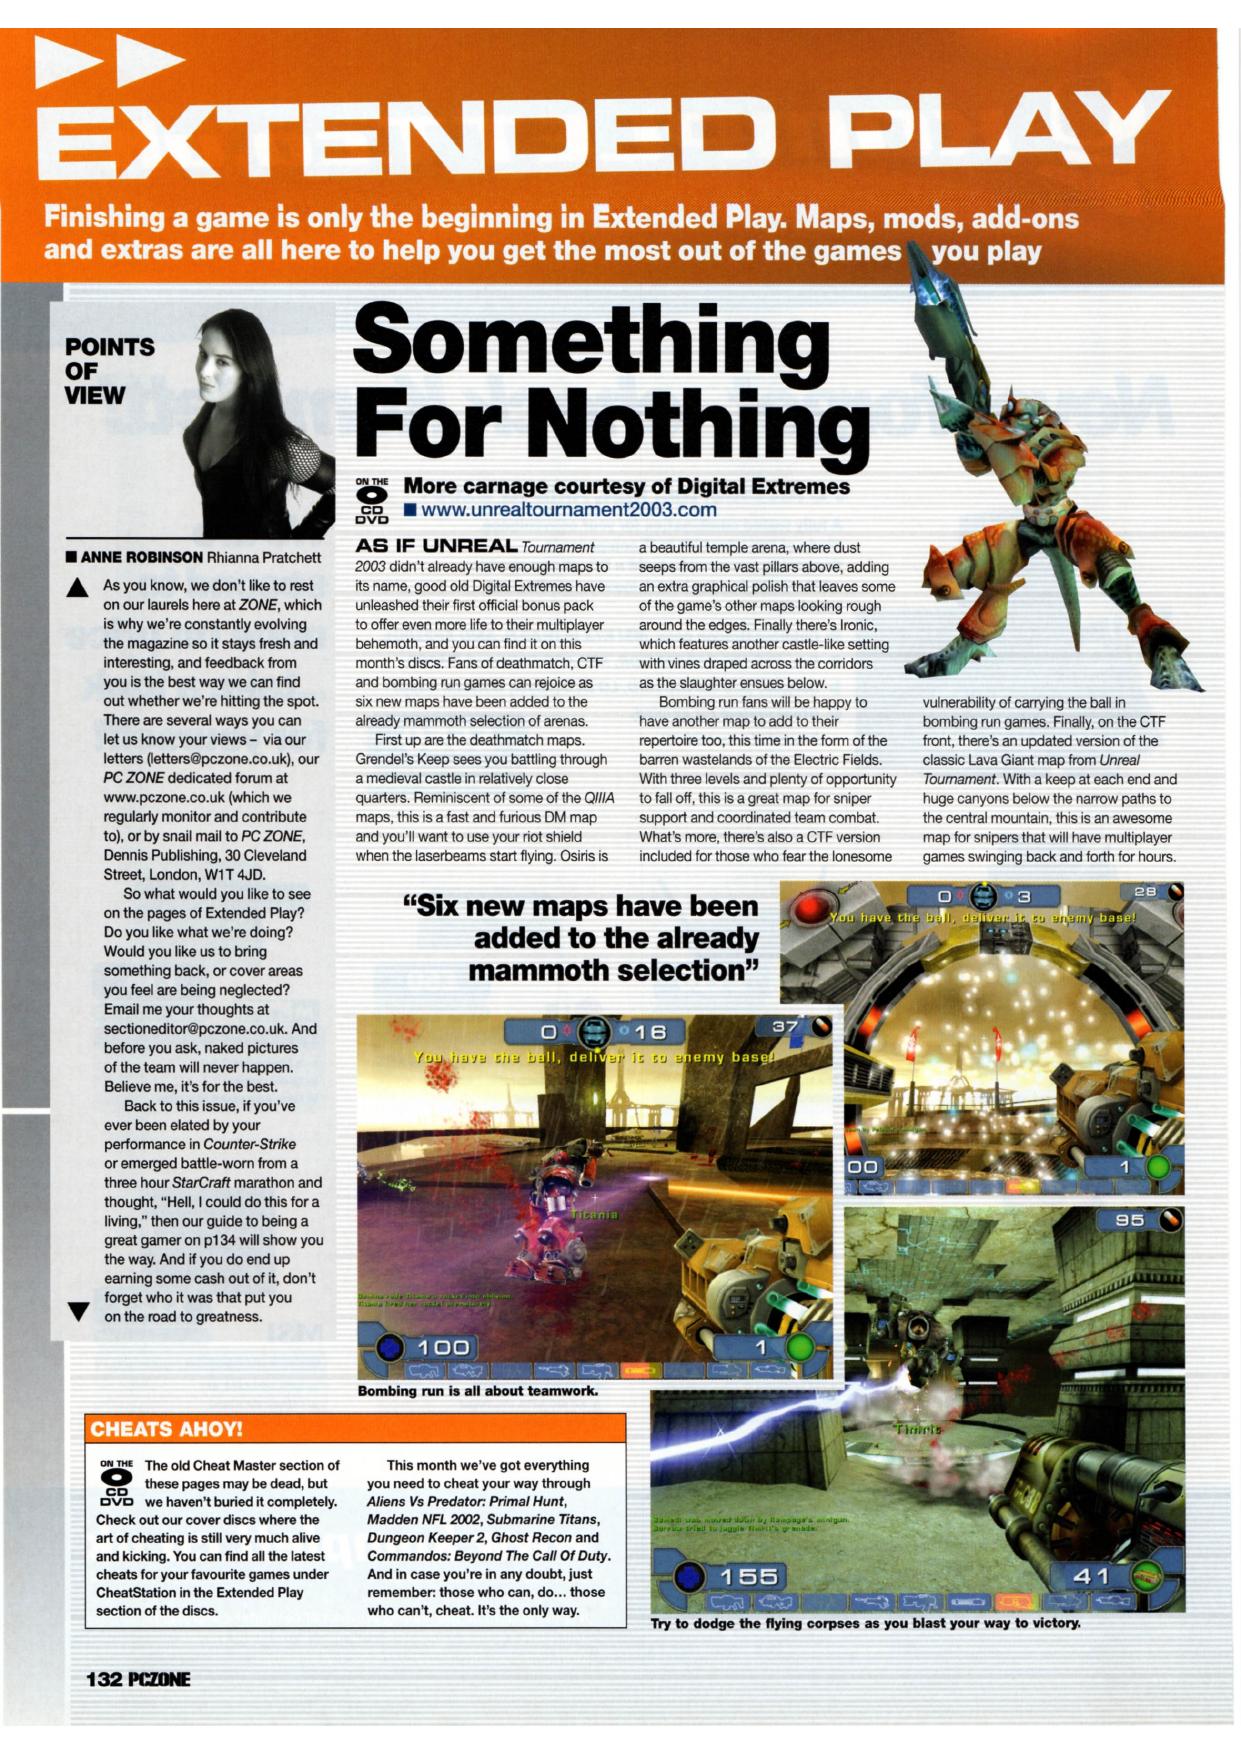 EXTENDED PLAY
Finishing a game is only the beginning in Extended Play. Maps, mods, add-ons
and extras are all here to help you get the most out of the games you play
POINTS
OF
VIEW
■ ANNE ROBINSON Rhianna Pratchett
▲ As you know, we don't like to rest
on our laurels here at ZONE, which
is why we're constantly evolving
the magazine so it stays fresh and
interesting, and feedback from
you is the best way we can find
out whether we're hitting the spot.
There are several ways you can
let us know your views – via our
letters (letters@pczone.co.uk), our
PC ZONE dedicated forum at
www.pczone.co.uk (which we
regularly monitor and contribute
to), or by snail mail to PC ZONE,
Dennis Publishing, 30 Cleveland
Street, London, W1T 4JD.
So what would you like to see
on the pages of Extended Play?
Do you like what we're doing?
Would you like us to bring
something back, or cover areas
you feel are being neglected?
Email me your thoughts at
sectioneditor@pczone.co.uk. And
before you ask, naked pictures
of the team will never happen.
Believe me, it's for the best.
Back to this issue, if you've
ever been elated by your
performance in Counter-Strike
or emerged battle-worn from a
three hour StarCraft marathon and
thought, "Hell, I could do this for a
living," then our guide to being a
great gamer on p134 will show you
the way. And if you do end up
earning some cash out of it, don't
forget who it was that put you
▼ on the road to greatness.
Something
For Nothing
ON THE
CD
DVD
More carnage courtesy of Digital Extremes
■ www.unrealtournament2003.com
AS IF UNREAL Tournament
2003 didn't already have enough maps to
its name, good old Digital Extremes have
unleashed their first official bonus pack
to offer even more life to their multiplayer
behemoth, and you can find it on this
month's discs. Fans of deathmatch, CTF
and bombing run games can rejoice as
six new maps have been added to the
already mammoth selection of arenas.
First up are the deathmatch maps.
Grendel's Keep sees you battling through
a medieval castle in relatively close
quarters. Reminiscent of some of the QIIIA
maps, this is a fast and furious DM map
and you'll want to use your riot shield
when the laserbeams start flying. Osiris is
a beautiful temple arena, where dust
seeps from the vast pillars above, adding
an extra graphical polish that leaves some
of the game's other maps looking rough
around the edges. Finally there's Ironic,
which features another castle-like setting
with vines draped across the corridors
as the slaughter ensues below.
Bombing run fans will be happy to
have another map to add to their
repertoire too, this time in the form of the
barren wastelands of the Electric Fields.
With three levels and plenty of opportunity
to fall off, this is a great map for sniper
support and coordinated team combat.
What's more, there's also a CTF version
included for those who fear the lonesome
vulnerability of carrying the ball in
bombing run games. Finally, on the CTF
front, there's an updated version of the
classic Lava Giant map from Unreal
Tournament. With a keep at each end and
huge canyons below the narrow paths to
the central mountain, this is an awesome
map for snipers that will have multiplayer
games swinging back and forth for hours.
"Six new maps have been
added to the already
mammoth selection"
0 3 28
You have the ball, deliver it to enemy base!
00 1
0 16 37
You have the ball, deliver it to enemy base!
Titania
100 1
Bombing run is all about teamwork.
95
Timric
155 41
Try to dodge the flying corpses as you blast your way to victory.
CHEATS AHOY!
ON THE
CD
DVD
The old Cheat Master section of
these pages may be dead, but
we haven't buried it completely.
Check out our cover discs where the
art of cheating is still very much alive
and kicking. You can find all the latest
cheats for your favourite games under
CheatStation in the Extended Play
section of the discs.
This month we've got everything
you need to cheat your way through
Aliens Vs Predator: Primal Hunt,
Madden NFL 2002, Submarine Titans,
Dungeon Keeper 2, Ghost Recon and
Commandos: Beyond The Call Of Duty.
And in case you're in any doubt, just
remember: those who can, do... those
who can't, cheat. It's the only way.
132 PCZONE